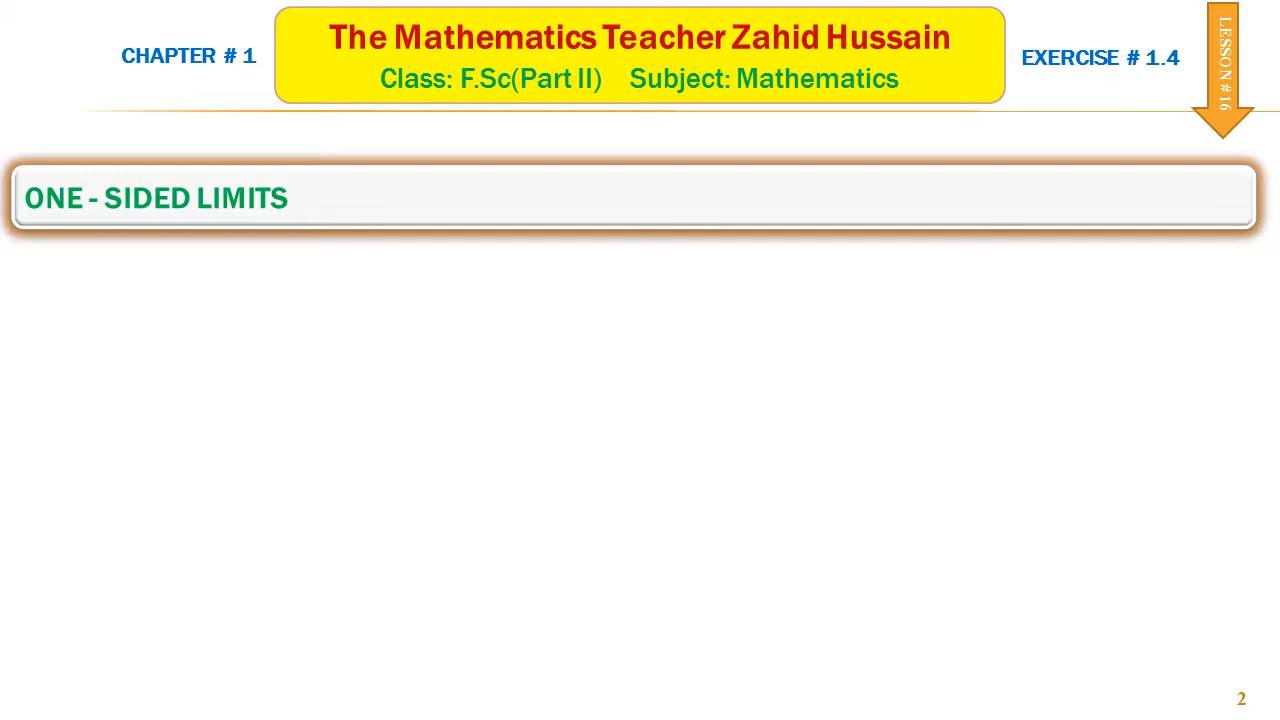 CHAPTER # 1
The Mathematics Teacher Zahid Hussain
Class: F.Sc(Part II) Subject: Mathematics
EXERCISE # 1.4
LESSON # 16
ONE - SIDED LIMITS
2